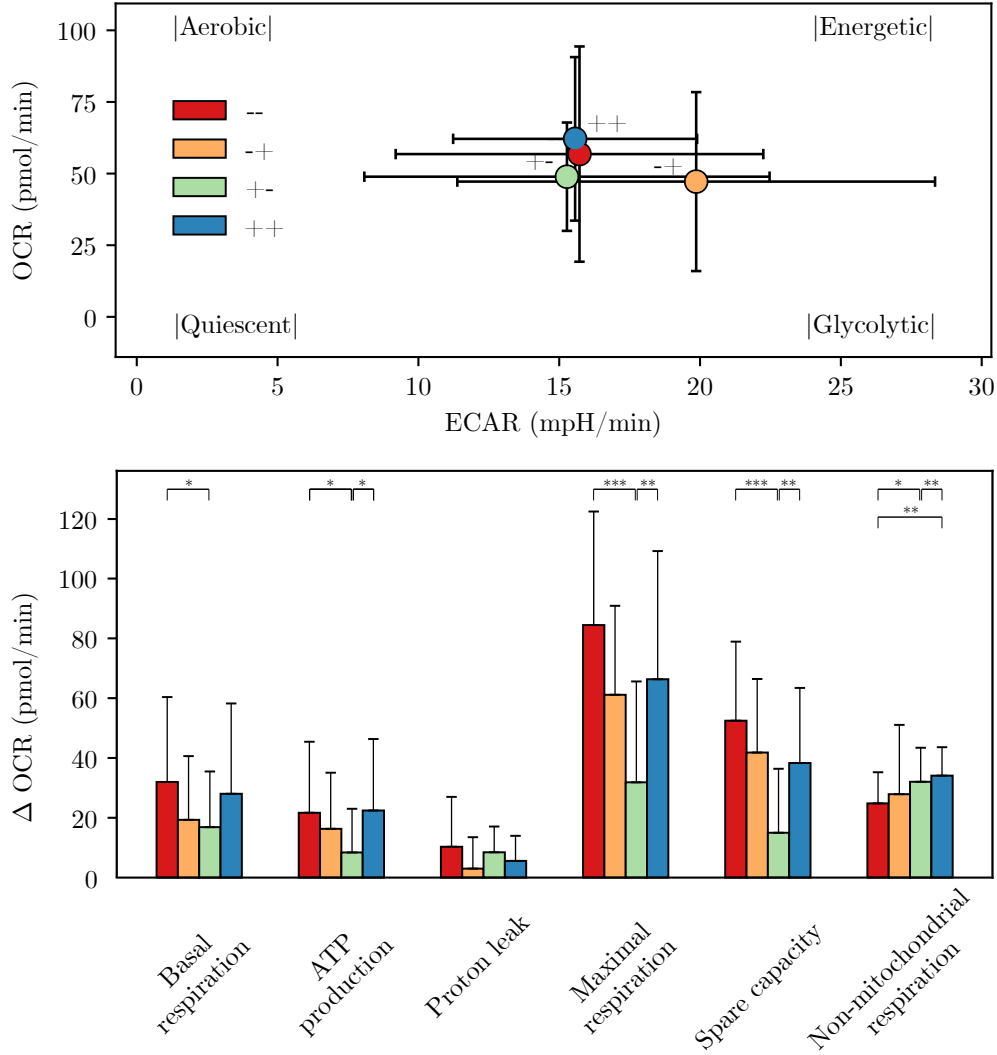 |Aerobic| |Energetic|
100
75
50
25
0
OCR (pmol/min)
--
-+
+-
++
++
+-
-+
|Quiescent| |Glycolytic|
0 5 10 15 20 25 30
ECAR (mpH/min)
* * * *** ** *** ** * **
**
120
100
80
60
40
20
0
Δ OCR (pmol/min)
Basal
respiration
ATP
production
Proton leak
Maximal
respiration
Spare capacity
Non-mitochondrial
respiration